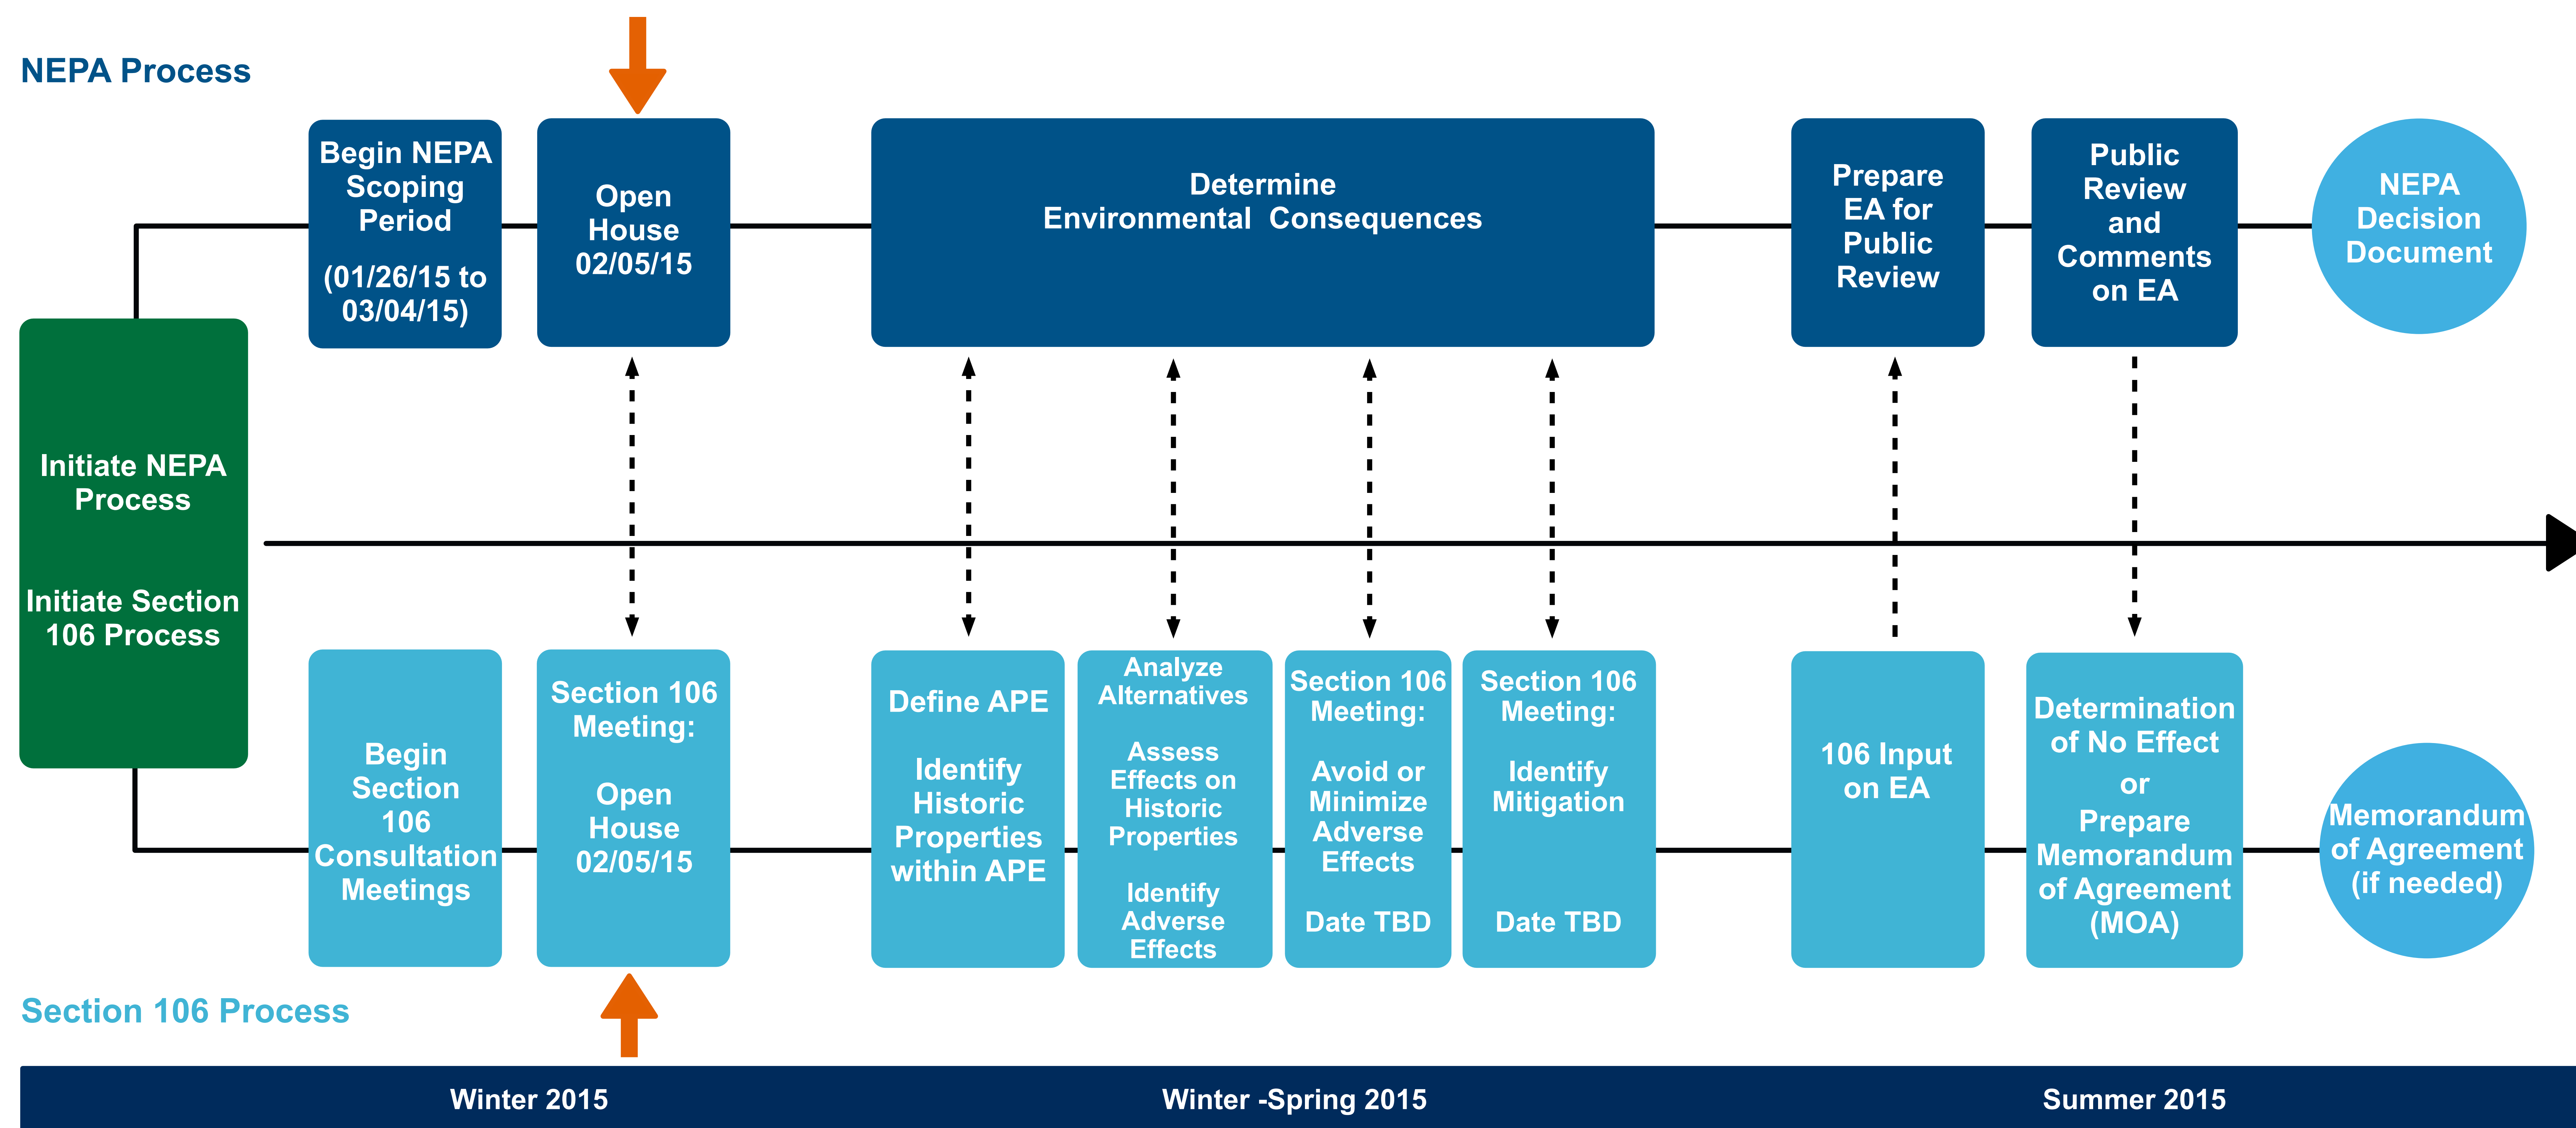 NEPA Process
Begin NEPA
Scoping
Period
(01/26/15 to
03/04/15)
Open
House
02/05/15
Determine
Environmental  Consequences
Prepare
EA for
Public
Review
Public
Review
and
Comments
on EA
NEPA
Decision
Document
Initiate NEPA
Process
Initiate Section
106 Process
Begin
Section
106
Consultation
Meetings
Section 106
Meeting:
Open
House
02/05/15
Define APE
Identify
Historic
Properties
within APE
Analyze
Alternatives
Assess
Effects on
Historic
Properties
Identify
Adverse
Effects
Section 106
Meeting:
Avoid or
Minimize
Adverse
Effects
Date TBD
Section 106
Meeting:
Identify
Mitigation
Date TBD
106 Input
on EA
Determination
of No Effect
or
Prepare
Memorandum
of Agreement
(MOA)
Memorandum
of Agreement
(if needed)
Section 106 Process
Winter 2015
Winter -Spring 2015
Summer 2015